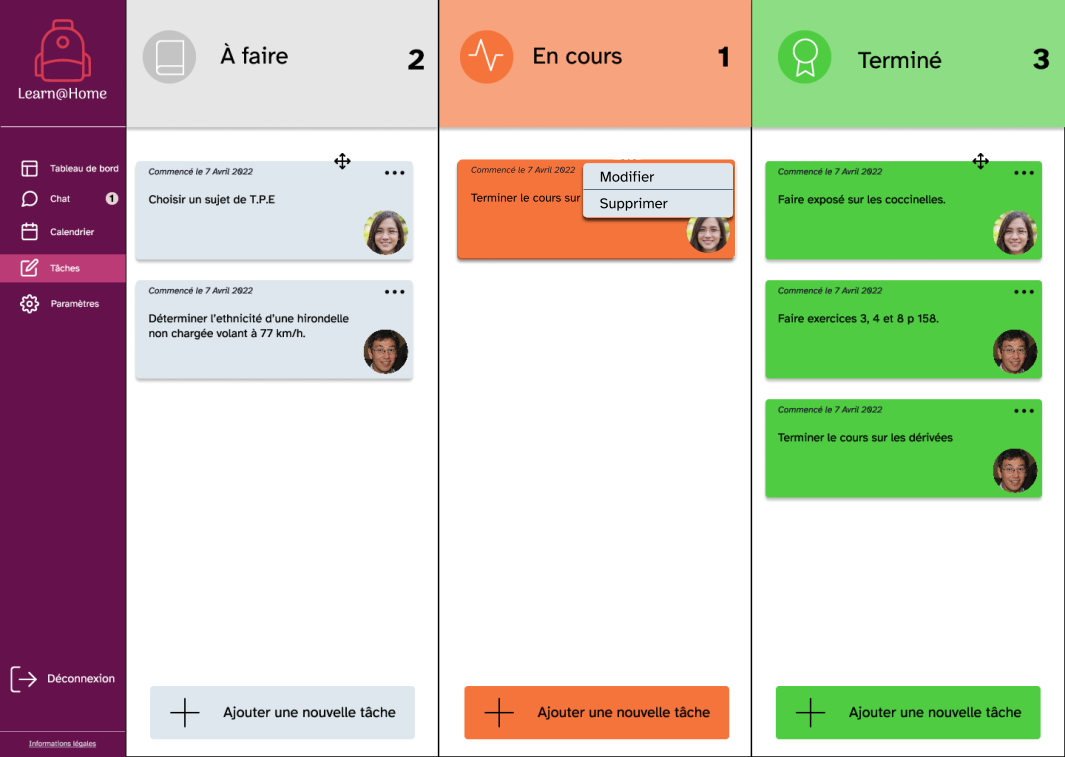 Learn@Home
Tableau de bord
Chat
1
Calendrier
Tâches
Paramètres
Déconnexion
Informations légales
À faire
2
Commencé le 7 Avril 2022
Choisir un sujet de T.P.E
Commencé le 7 Avril 2022
Déterminer l'ethnicité d'une hirondelle
non chargée volant à 77 km/h.
Ajouter une nouvelle tâche
En cours
1
Commencé le 7 Avril 2022
Terminer le cours sur
Modifier
Supprimer
Ajouter une nouvelle tâche
Terminé
3
Commencé le 7 Avril 2022
Faire exposé sur les coccinelles.
Commencé le 7 Avril 2022
Faire exercices 3, 4 et 8 p 158.
Commencé le 7 Avril 2022
Terminer le cours sur les dérivées
Ajouter une nouvelle tâche